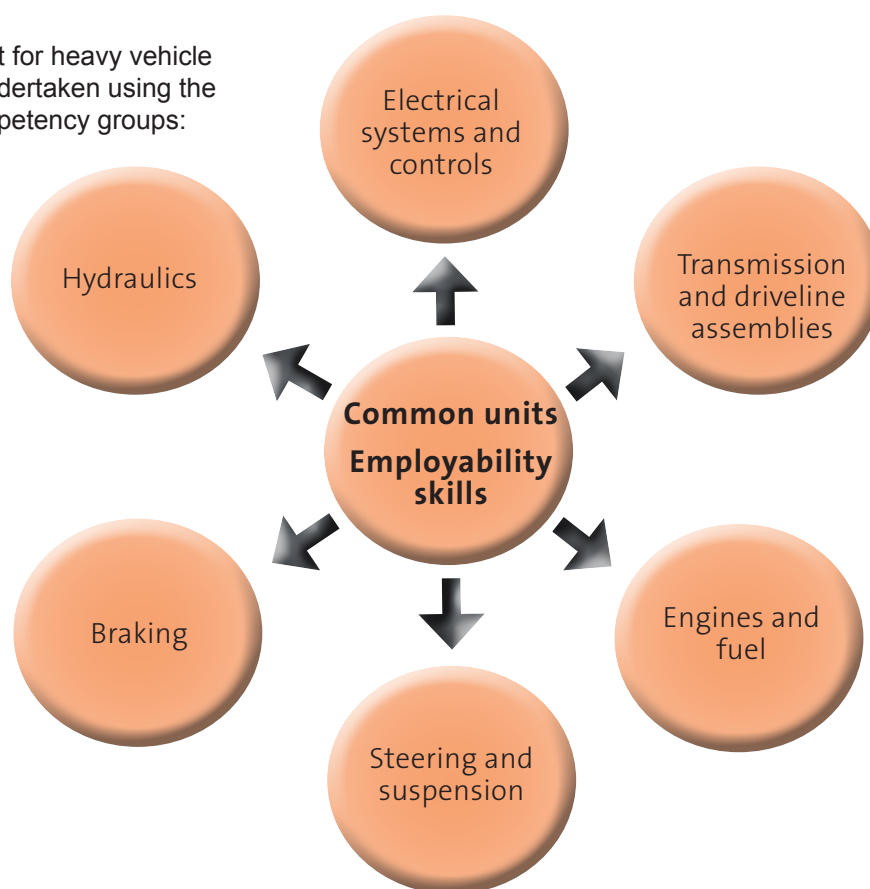 t for heavy vehicle
dertaken using the
petency groups:
Electrical
systems and
controls
Hydraulics
Transmission
and driveline
assemblies
Common units
Employability
skills
Braking
Engines and
fuel
Steering and
suspension